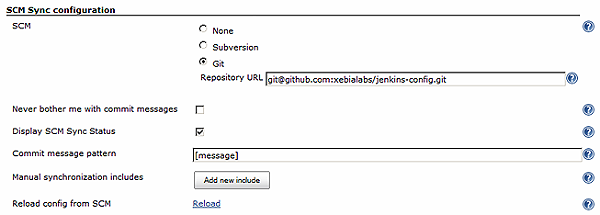 SCM Sync configuration
SCM
None
Subversion
Git
Repository URL git@github.com:xebialabs/jenkins-config.git
Never bother me with commit messages
Display SCM Sync Status
Commit message pattern [message]
Manual synchronization includes Add new include
Reload config from SCM Reload